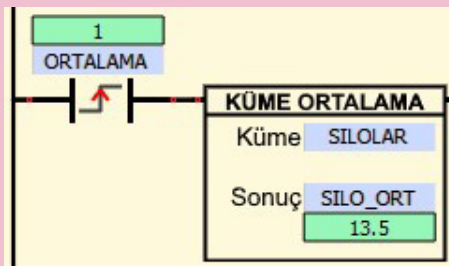 1
ORTALAMA
KÜME ORTALAMA
Küme SILOLAR
Sonuç SILO_ORT
13.5